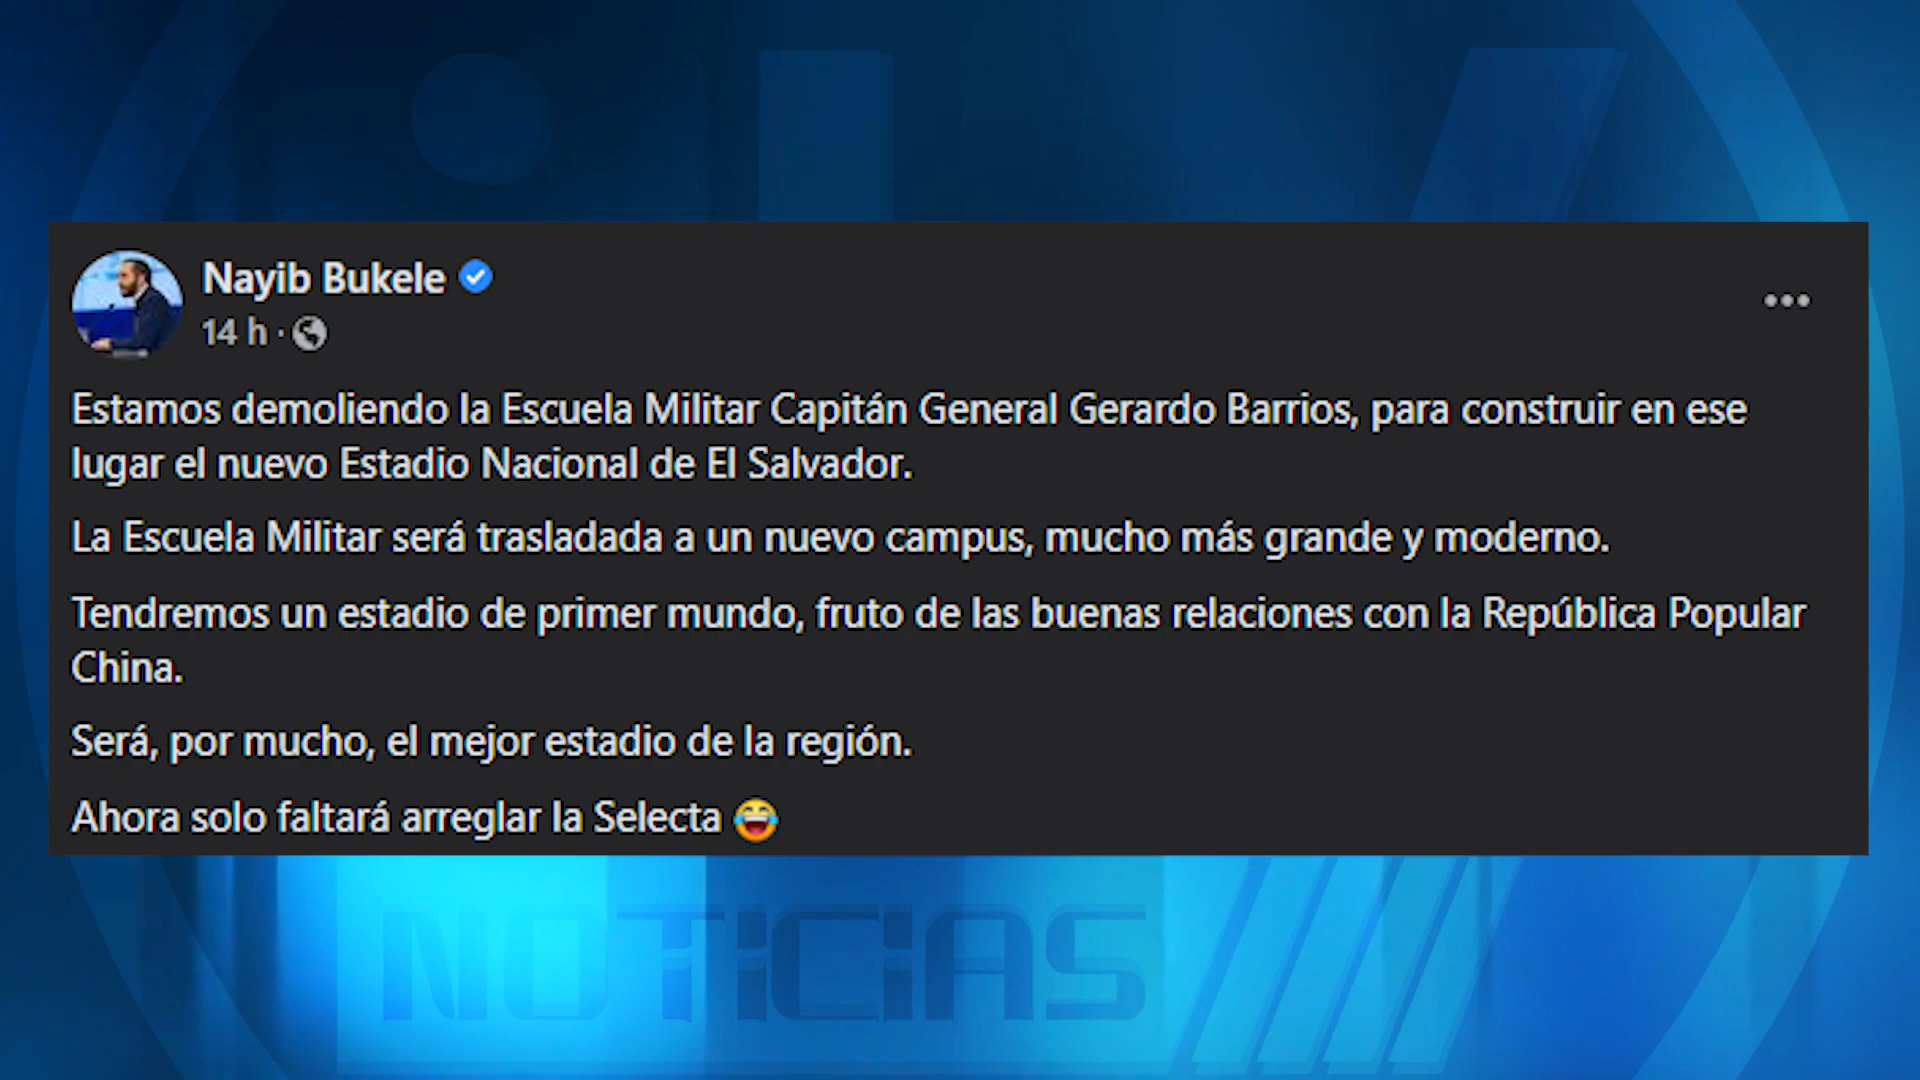 Nayib Bukele
14 h ·
Estamos demoliendo la Escuela Militar Capitán General Gerardo Barrios, para construir en ese
lugar el nuevo Estadio Nacional de El Salvador.
La Escuela Militar será trasladada a un nuevo campus, mucho más grande y moderno.
Tendremos un estadio de primer mundo, fruto de las buenas relaciones con la República Popular
China.
Será, por mucho, el mejor estadio de la región.
Ahora solo faltará arreglar la Selecta 😂
NOTICIAS